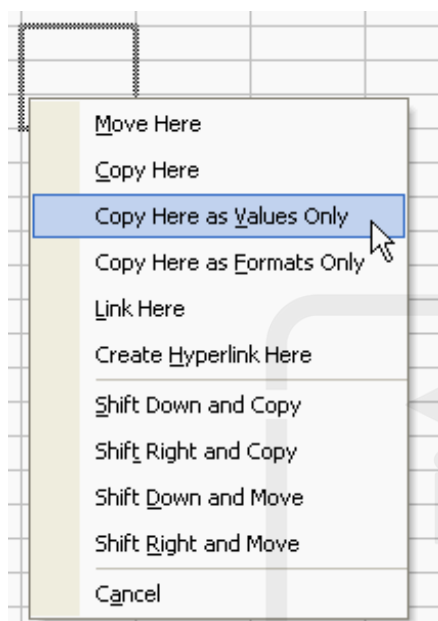 Move Here
Copy Here
Copy Here as Values Only
Copy Here as Formats Only
Link Here
Create Hyperlink Here
Shift Down and Copy
Shift Right and Copy
Shift Down and Move
Shift Right and Move
Cancel